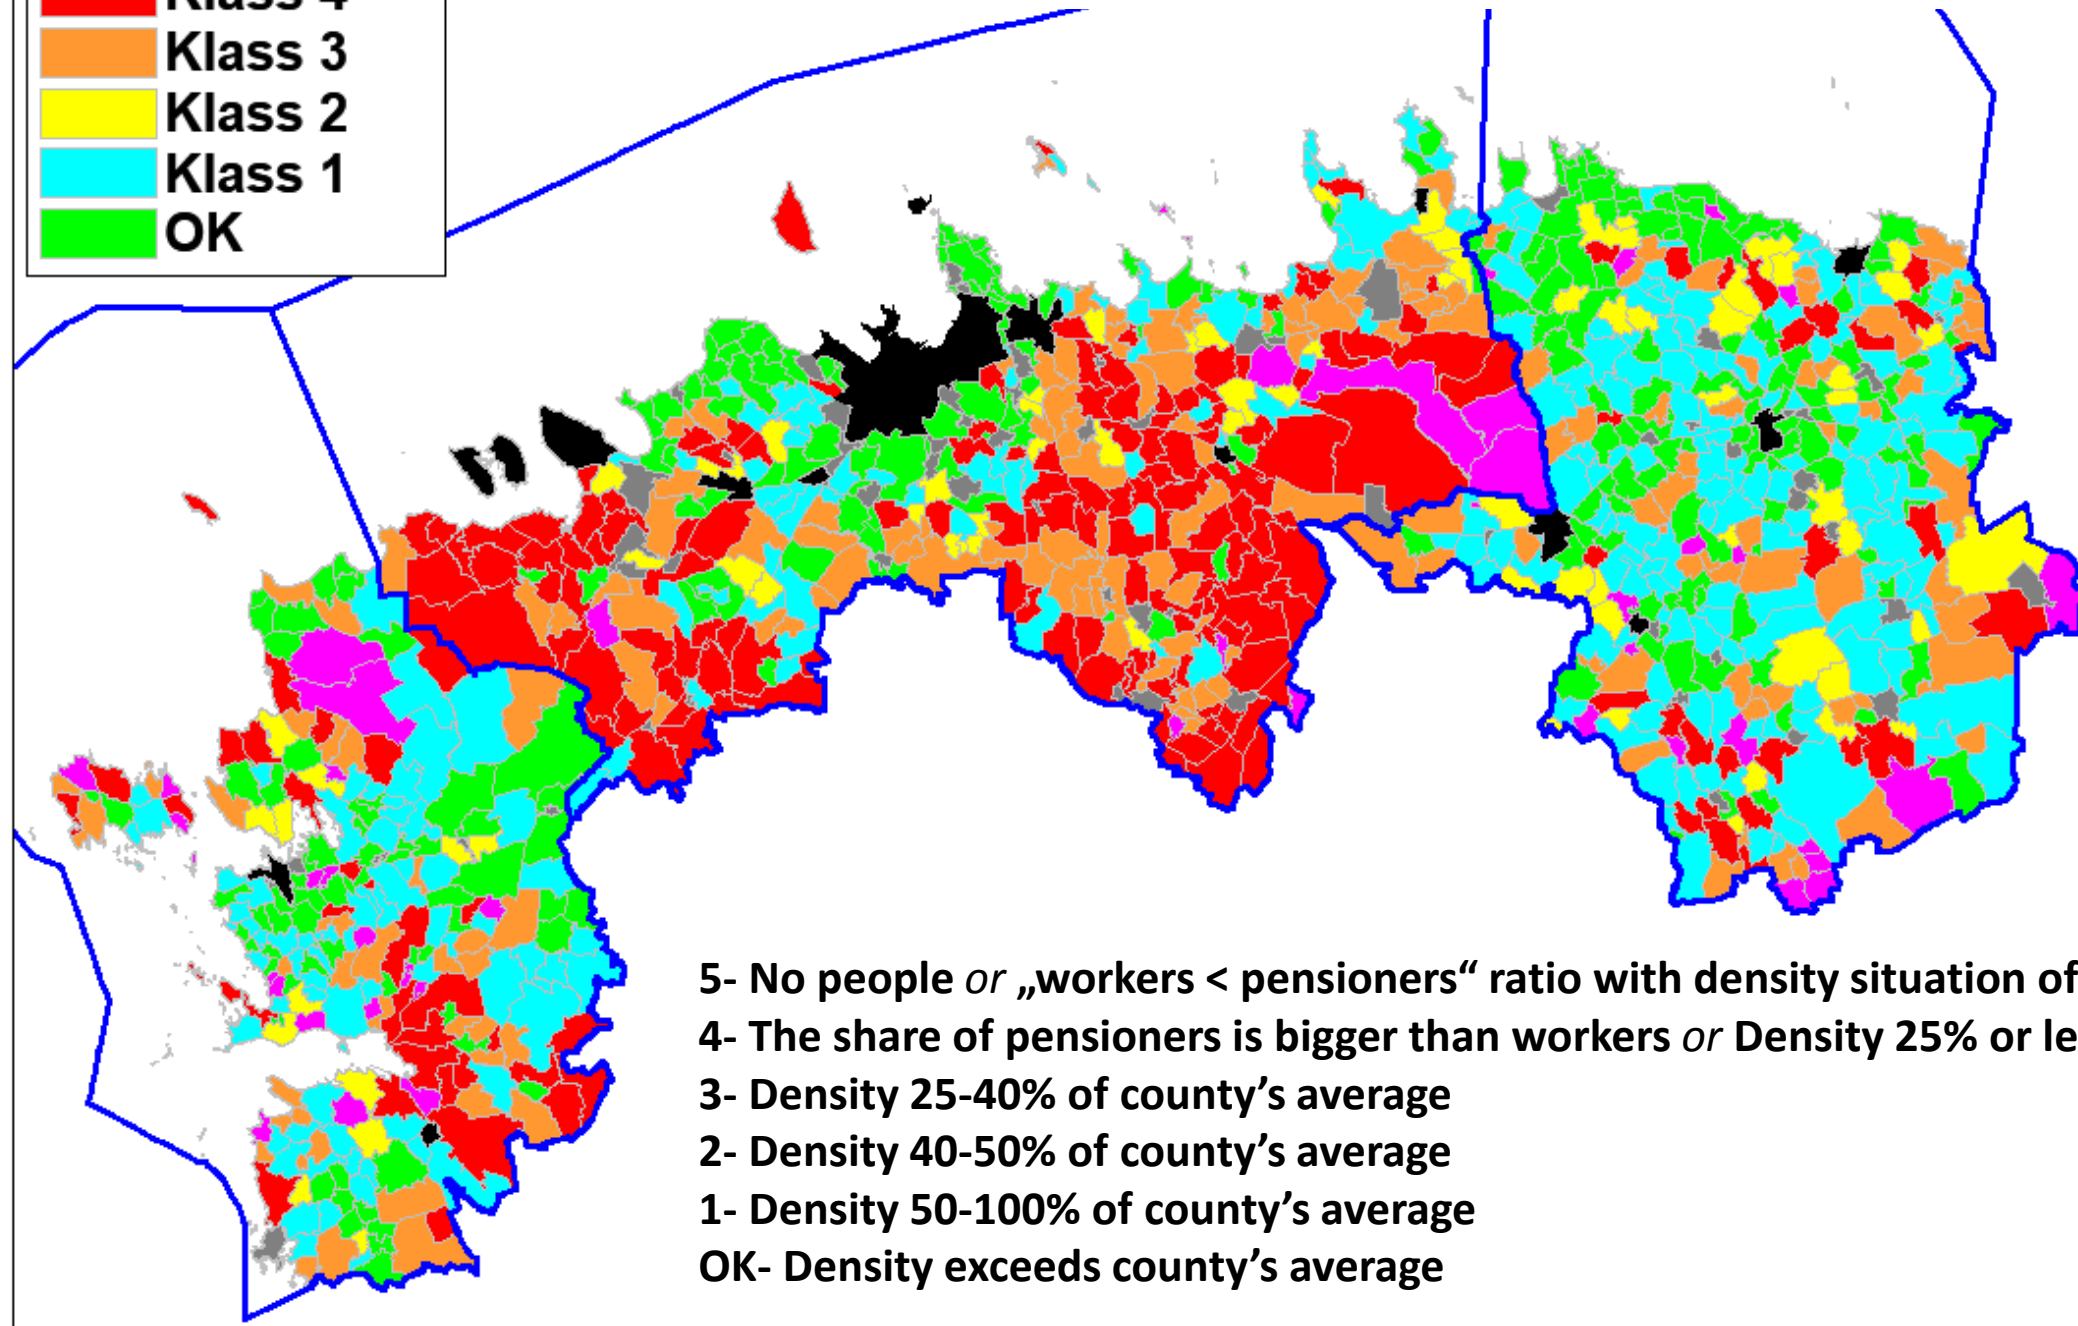 Klass 4
Klass 3
Klass 2
Klass 1
OK
5- No people or „workers < pensioners“ ratio with density situation of
4- The share of pensioners is bigger than workers or Density 25% or le
3- Density 25-40% of county’s average
2- Density 40-50% of county’s average
1- Density 50-100% of county’s average
OK- Density exceeds county’s average